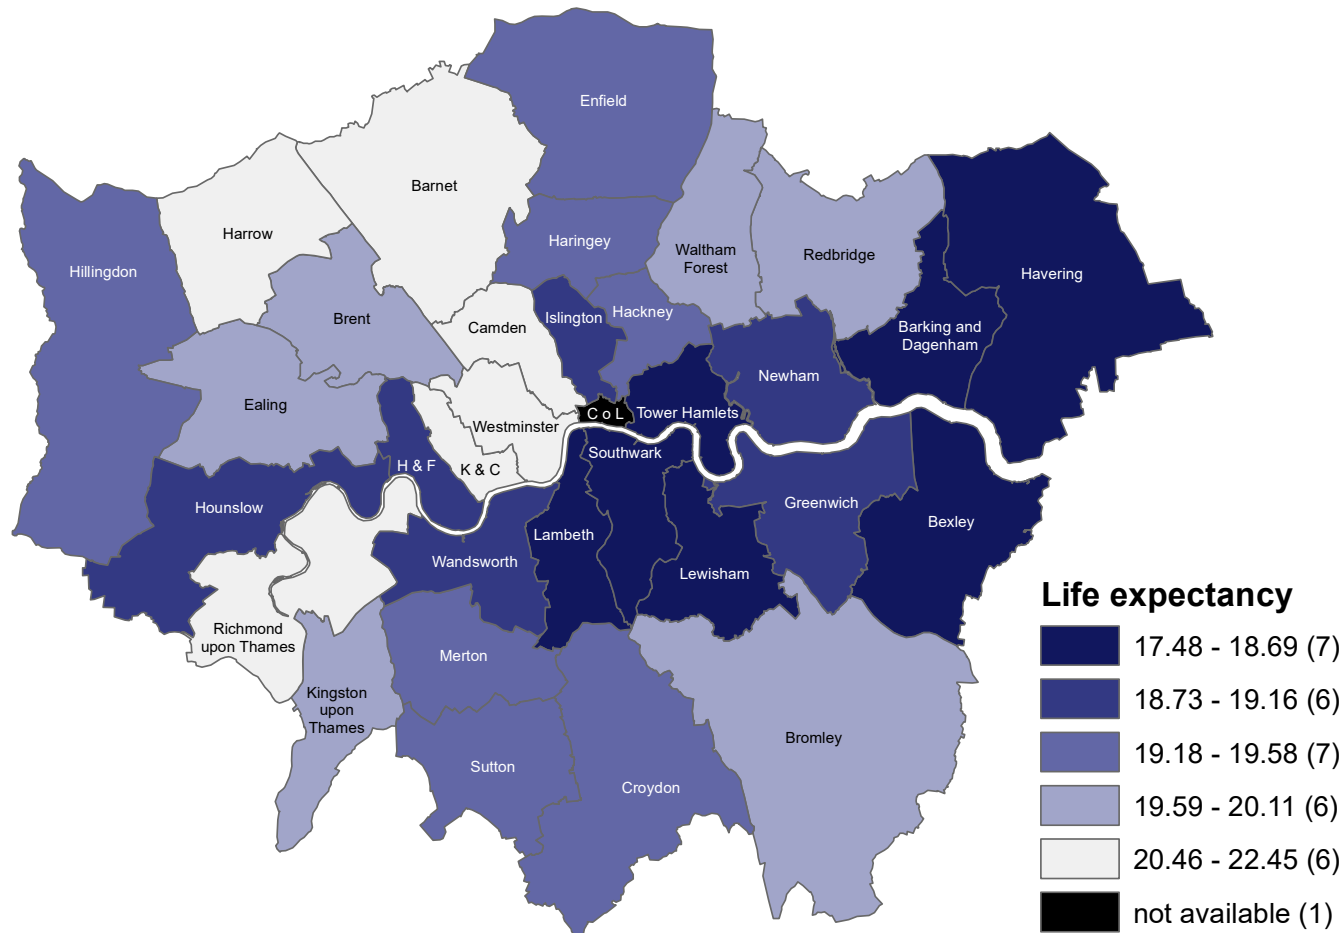 Enfield
Barnet
Harrow
Haringey
Waltham
Forest
Redbridge
Hillingdon
Havering
Brent
Camden
Islington
Hackney
Barking and
Dagenham
Newham
Ealing
Westminster
C o L
Tower Hamlets
H & F
K & C
Southwark
Hounslow
Greenwich
Bexley
Lambeth
Wandsworth
Lewisham
Richmond
upon Thames
Merton
Kingston
upon
Thames
Bromley
Sutton
Croydon
Life expectancy
17.48 - 18.69 (7)
18.73 - 19.16 (6)
19.18 - 19.58 (7)
19.59 - 20.11 (6)
20.46 - 22.45 (6)
not available (1)